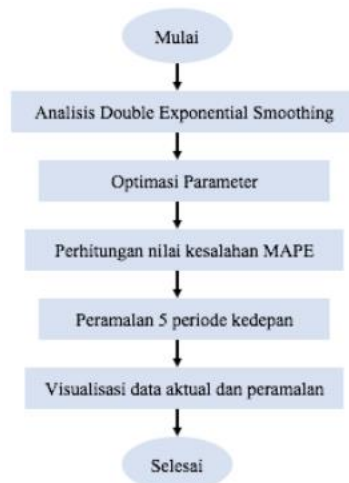 Mulai
Analisis Double Exponential Smoothing
Optimasi Parameter
Perhitungan nilai kesalahan MAPE
Peramalan 5 periode kedepan
Visualisasi data aktual dan peramalan
Selesai